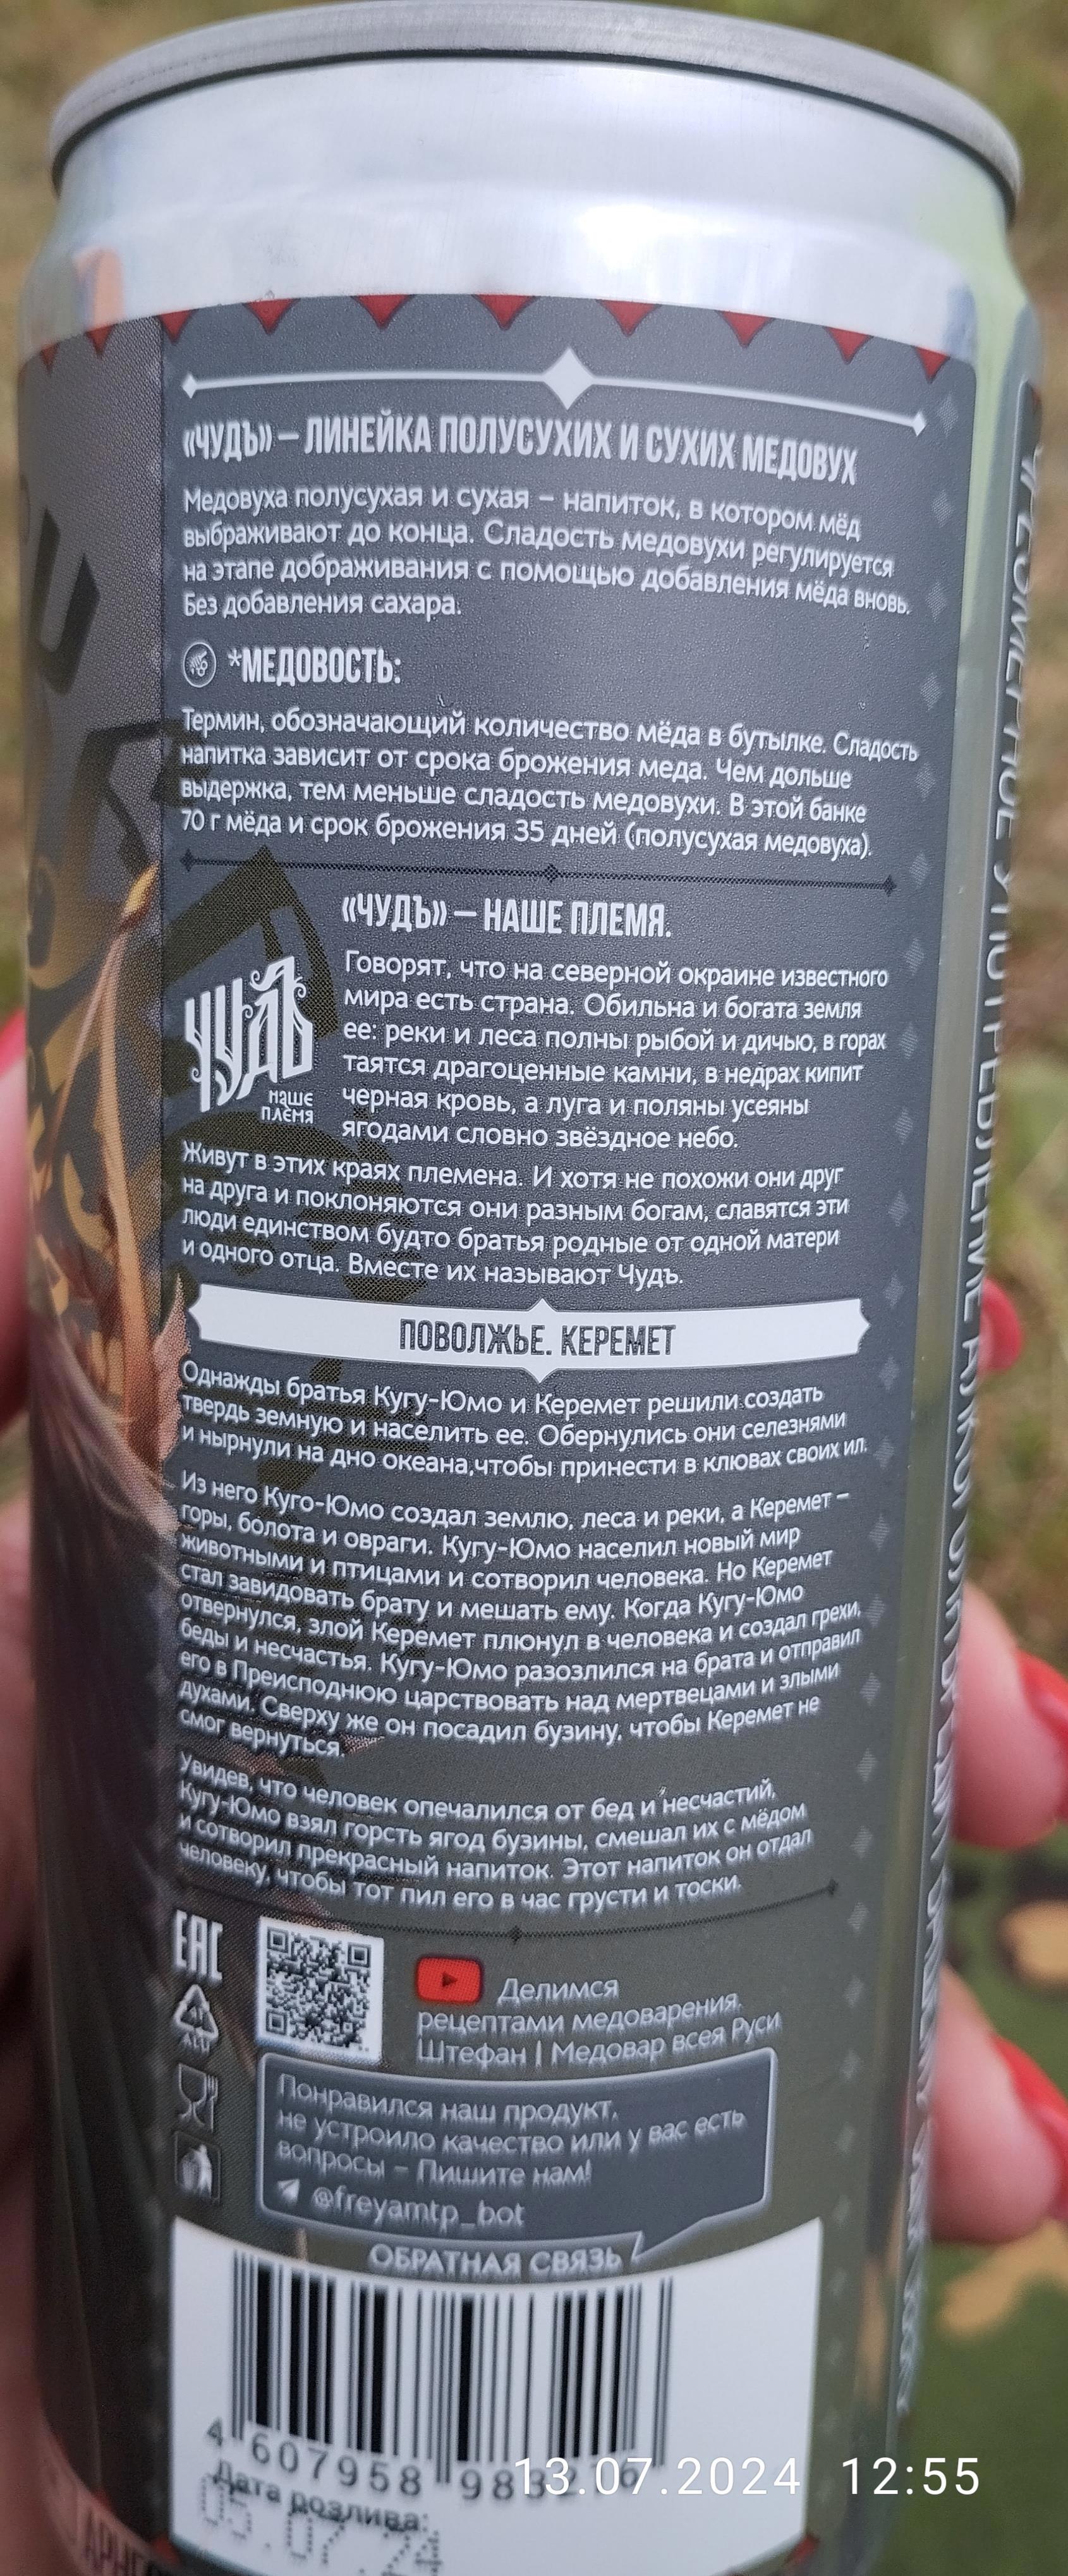 «ЧУДЪ» – ЛИНЕЙКА ПОЛУСУХИХ И СУХИХ МЕДОВУХ
Медовуха полусухая и сухая – напиток, в котором мёд
выбраживают до конца. Сладость медовухи регулируется
на этапе дображивания с помощью добавления мёда вновь.
Без добавления сахара.
*МЕДОВОСТЬ:
Термин, обозначающий количество мёда в бутылке. Сладость
напитка зависит от срока брожения меда. Чем дольше
выдержка, тем меньше сладость медовухи. В этой банке
70 г мёда и срок брожения 35 дней (полусухая медовуха).
«ЧУДЪ» – НАШЕ ПЛЕМЯ.
ЧУДЪ
наше
племя
Говорят, что на северной окраине известного
мира есть страна. Обильна и богата земля
ее: реки и леса полны рыбой и дичью, в горах
таятся драгоценные камни, в недрах кипит
черная кровь, а луга и поляны усеяны
ягодами словно звёздное небо.
Живут в этих краях племена. И хотя не похожи они друг
на друга и поклоняются они разным богам, славятся эти
люди единством будто братья родные от одной матери
и одного отца. Вместе их называют Чудъ.
ПОВОЛЖЬЕ. КЕРЕМЕТ
Однажды братья Кугу-Юмо и Керемет решили создать
твердь земную и населить ее. Обернулись они селезнями
и нырнули на дно океана,чтобы принести в клювах своих ил.
Из него Куго-Юмо создал землю, леса и реки, а Керемет –
горы, болота и овраги. Кугу-Юмо населил новый мир
животными и птицами и сотворил человека. Но Керемет
стал завидовать брату и мешать ему. Когда Кугу-Юмо
отвернулся, злой Керемет плюнул в человека и создал грехи,
беды и несчастья. Кугу-Юмо разозлился на брата и отправил
его в Преисподнюю царствовать над мертвецами и злыми
духами. Сверху же он посадил бузину, чтобы Керемет не
смог вернуться.
Увидев, что человек опечалился от бед и несчастий,
Кугу-Юмо взял горсть ягод бузины, смешал их с мёдом
и сотворил прекрасный напиток. Этот напиток он отдал
человеку, чтобы тот пил его в час грусти и тоски.
EAC
ALU
Делимся
рецептами медоварения.
Штефан | Медовар всея Руси
Понравился наш продукт,
не устроило качество или у вас есть
вопросы – Пишите нам!
@freyamtp_bot
ОБРАТНАЯ СВЯЗЬ
4 607958
Дата розлива:
05.07.24
13.07.2024 12:55